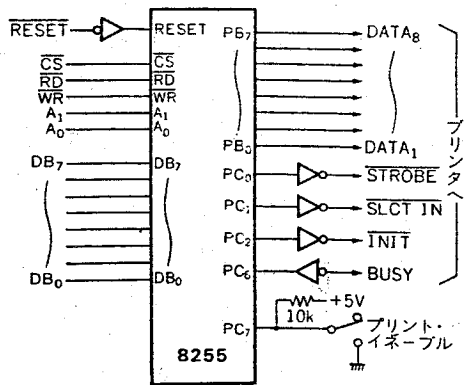 RESET
RESET
CS
RD
WR
A1
A0
DB7
DB0
CS
RD
WR
A1
A0
DB7
DB0
8255
PB7
PB0
PC0
PC1
PC2
PC6
PC7
DATA8
DATA1
STROBE
SLCT IN
INIT
BUSY
+5V
10k
プリント・
イネーブル
プリンタへ